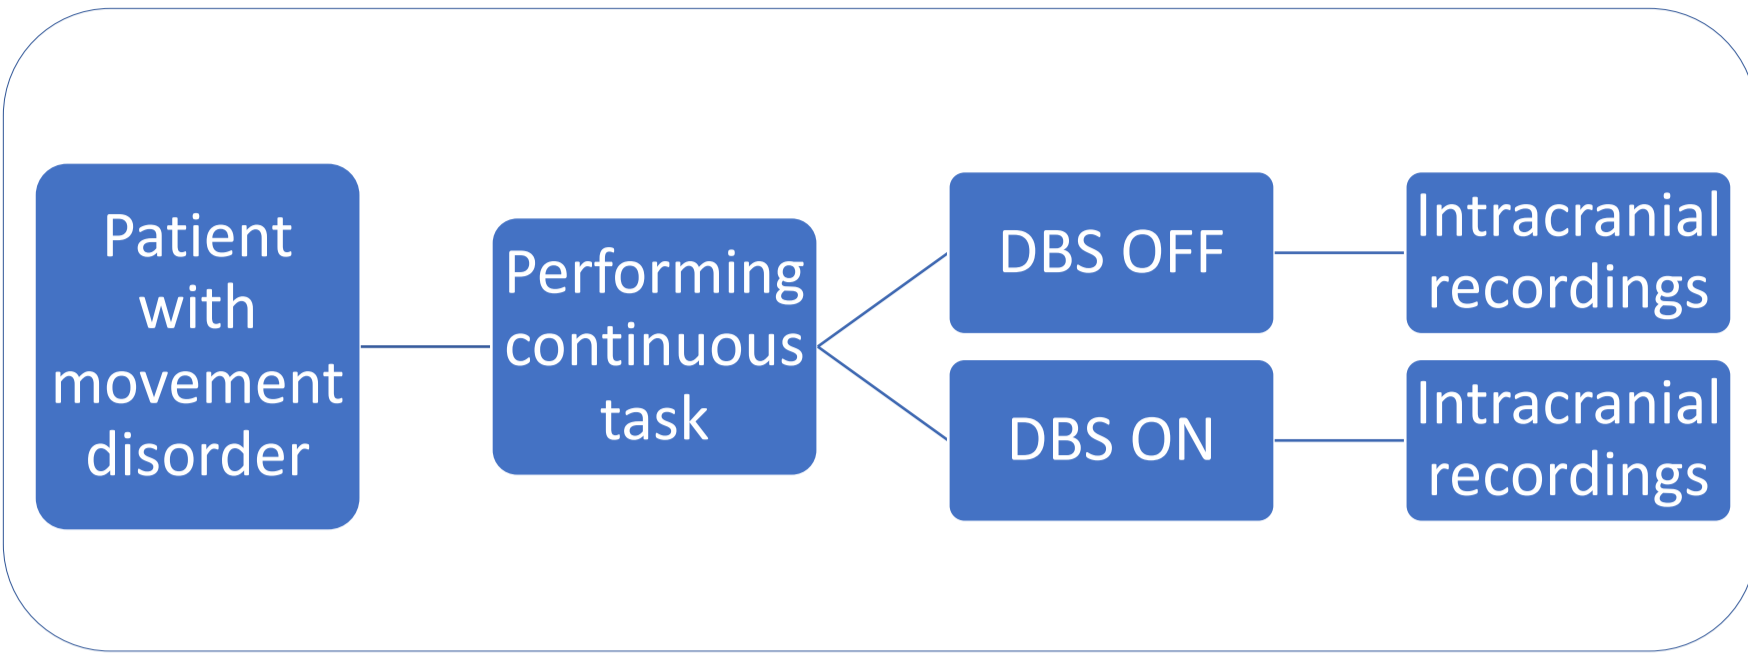 Patient
with
movement
disorder
Performing
continuous
task
DBS OFF
Intracranial
recordings
DBS ON
Intracranial
recordings